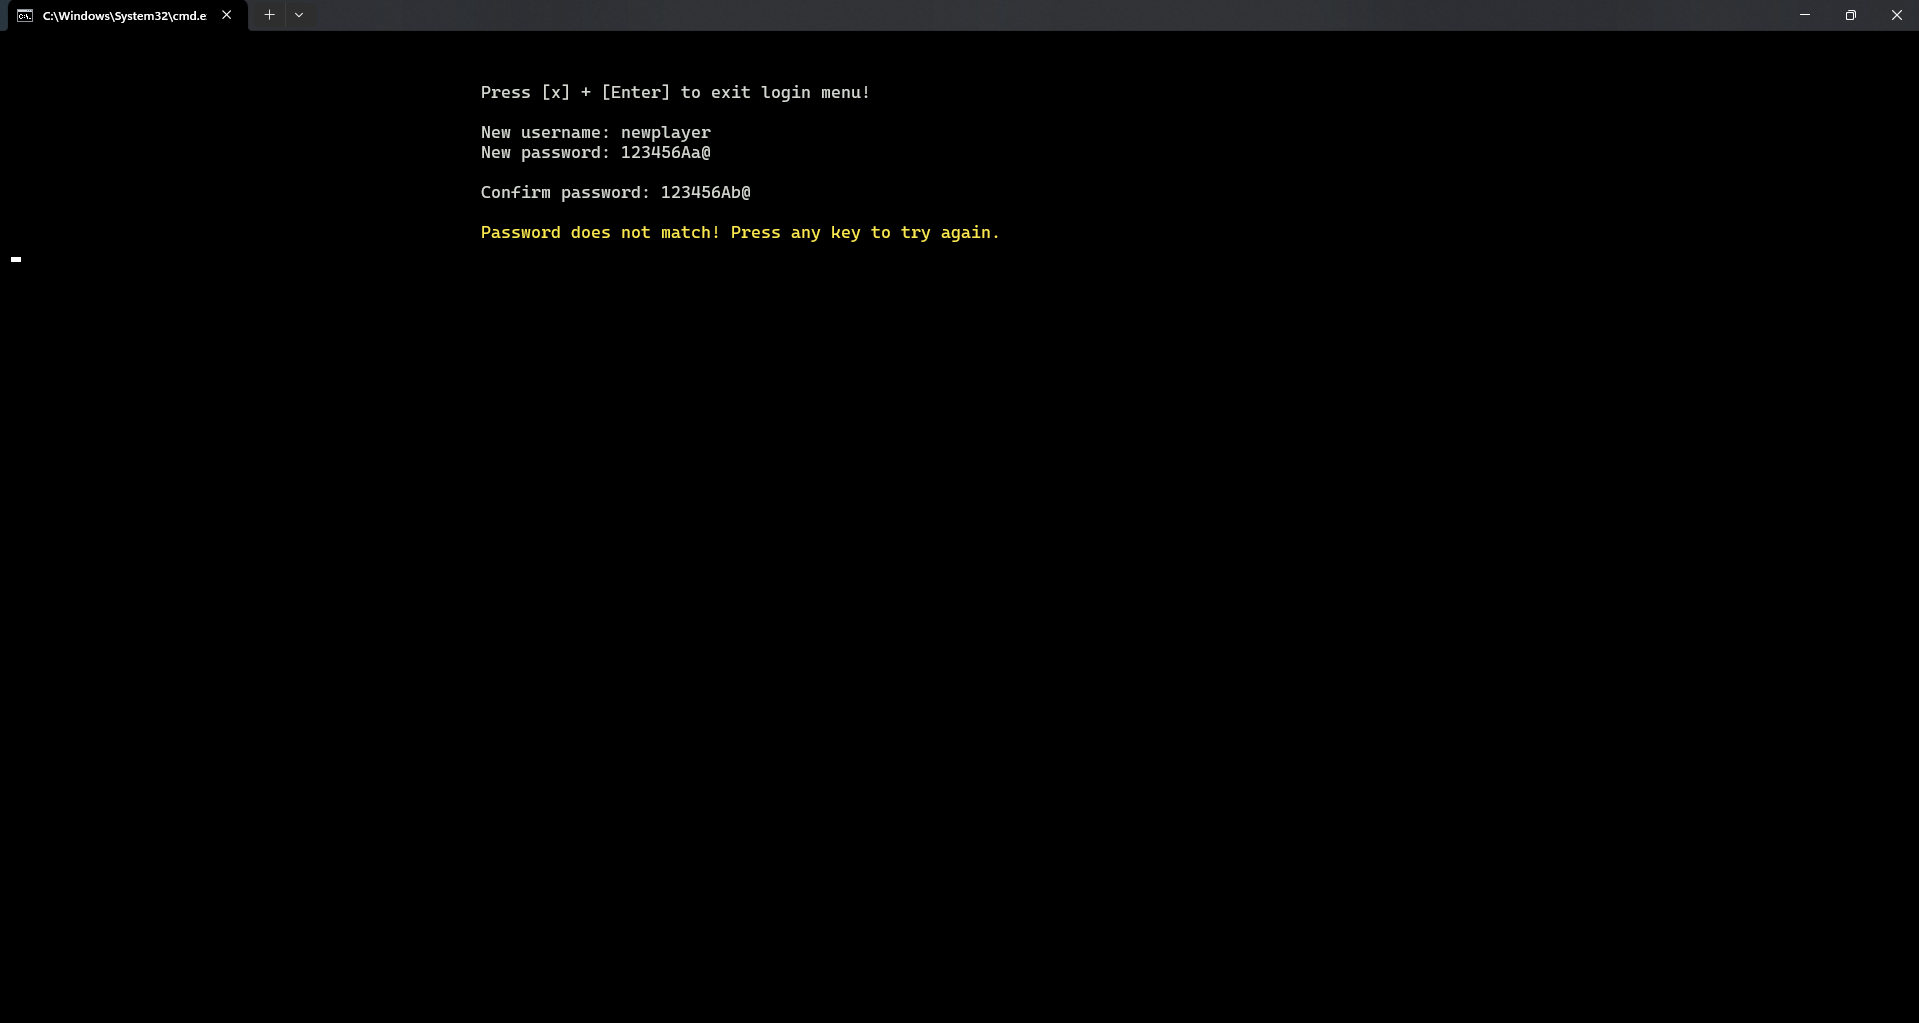 C:\Windows\System32\cmd.e
Press [x] + [Enter] to exit login menu!
New username: newplayer
New password: 123456Aa@
Confirm password: 123456Ab@
Password does not match! Press any key to try again.